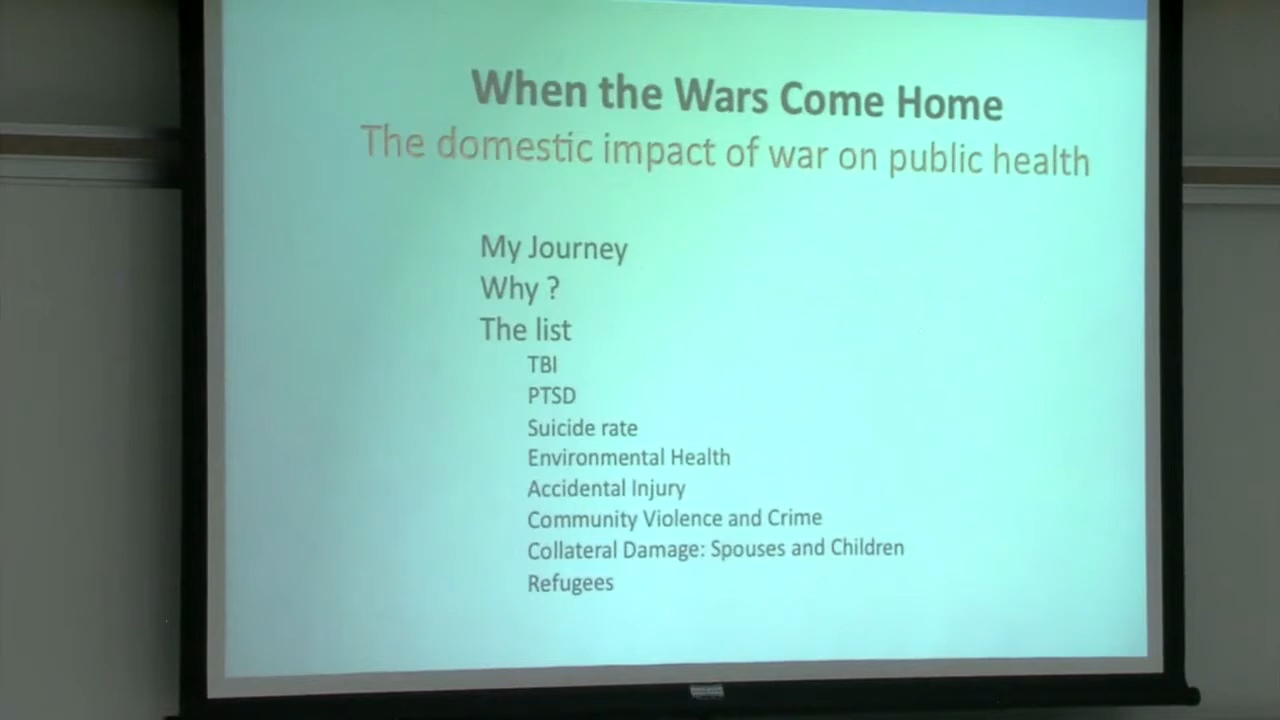 When the Wars Come Home
The domestic impact of war on public health
My Journey
Why ?
The list
TBI
PTSD
Suicide rate
Environmental Health
Accidental Injury
Community Violence and Crime
Collateral Damage: Spouses and Children
Refugees